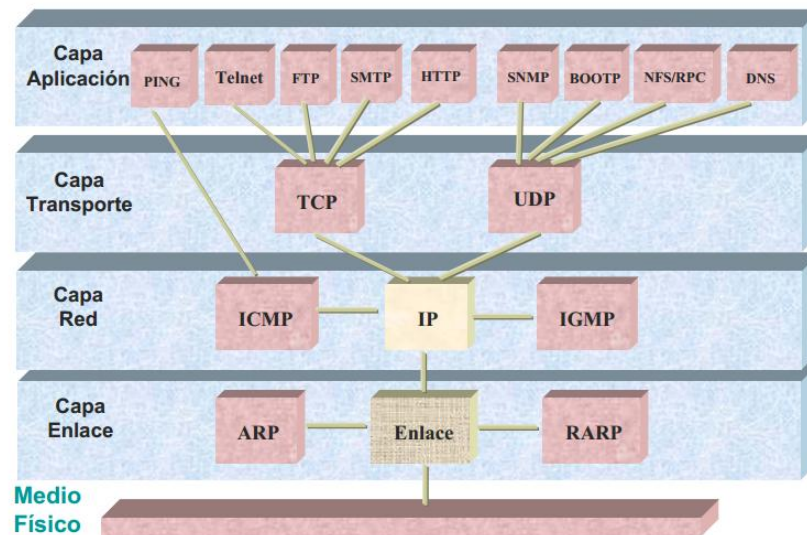 Capa
Aplicación
PING
Telnet
FTP
SMTP
HTTP
SNMP
BOOTP
NFS/RPC
DNS
Capa
Transporte
TCP
UDP
Capa
Red
ICMP
IP
IGMP
Capa
Enlace
ARP
Enlace
RARP
Medio
Físico